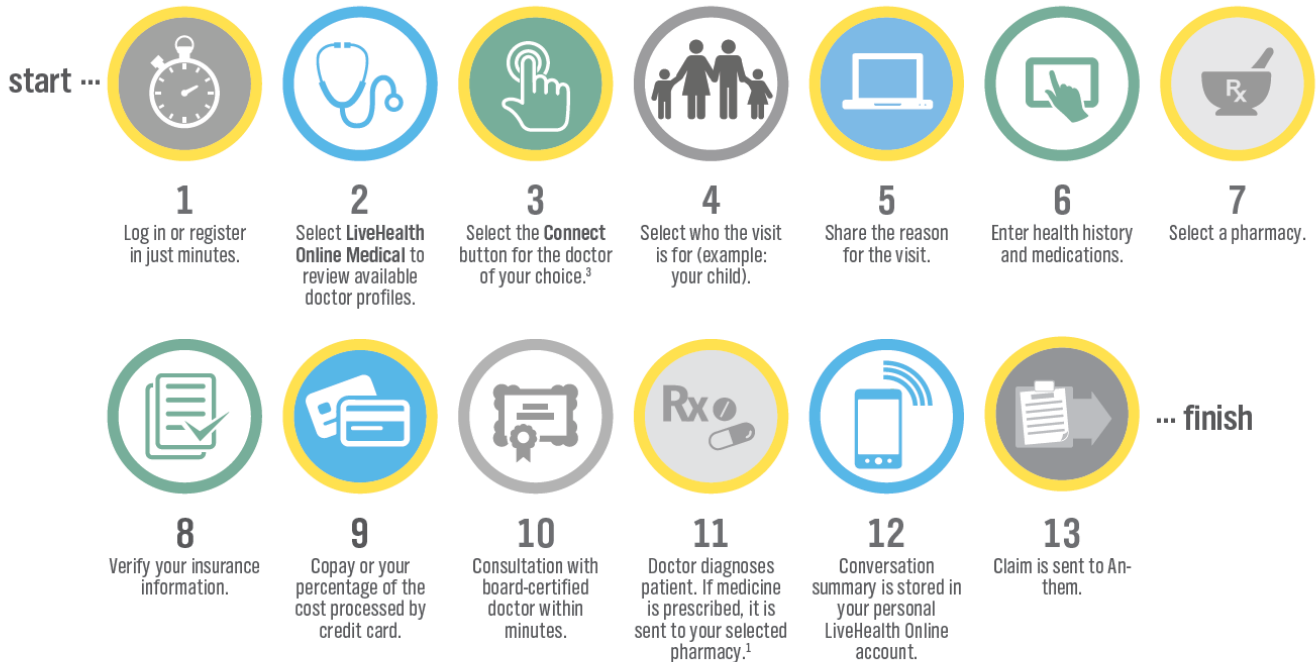 start ...
1
Log in or register
in just minutes.
2
Select LiveHealth
Online Medical to
review available
doctor profiles.
3
Select the Connect
button for the doctor
of your choice.³
4
Select who the visit
is for (example:
your child).
5
Share the reason
for the visit.
6
Enter health history
and medications.
Rx
7
Select a pharmacy.
8
Verify your insurance
information.
9
Copay or your
percentage of the
cost processed by
credit card.
10
Consultation with
board-certified
doctor within
minutes.
Rx
11
Doctor diagnoses
patient. If medicine
is prescribed, it is
sent to your selected
pharmacy.¹
12
Conversation
summary is stored in
your personal
LiveHealth Online
account.
13
Claim is sent to An-
them.
... finish